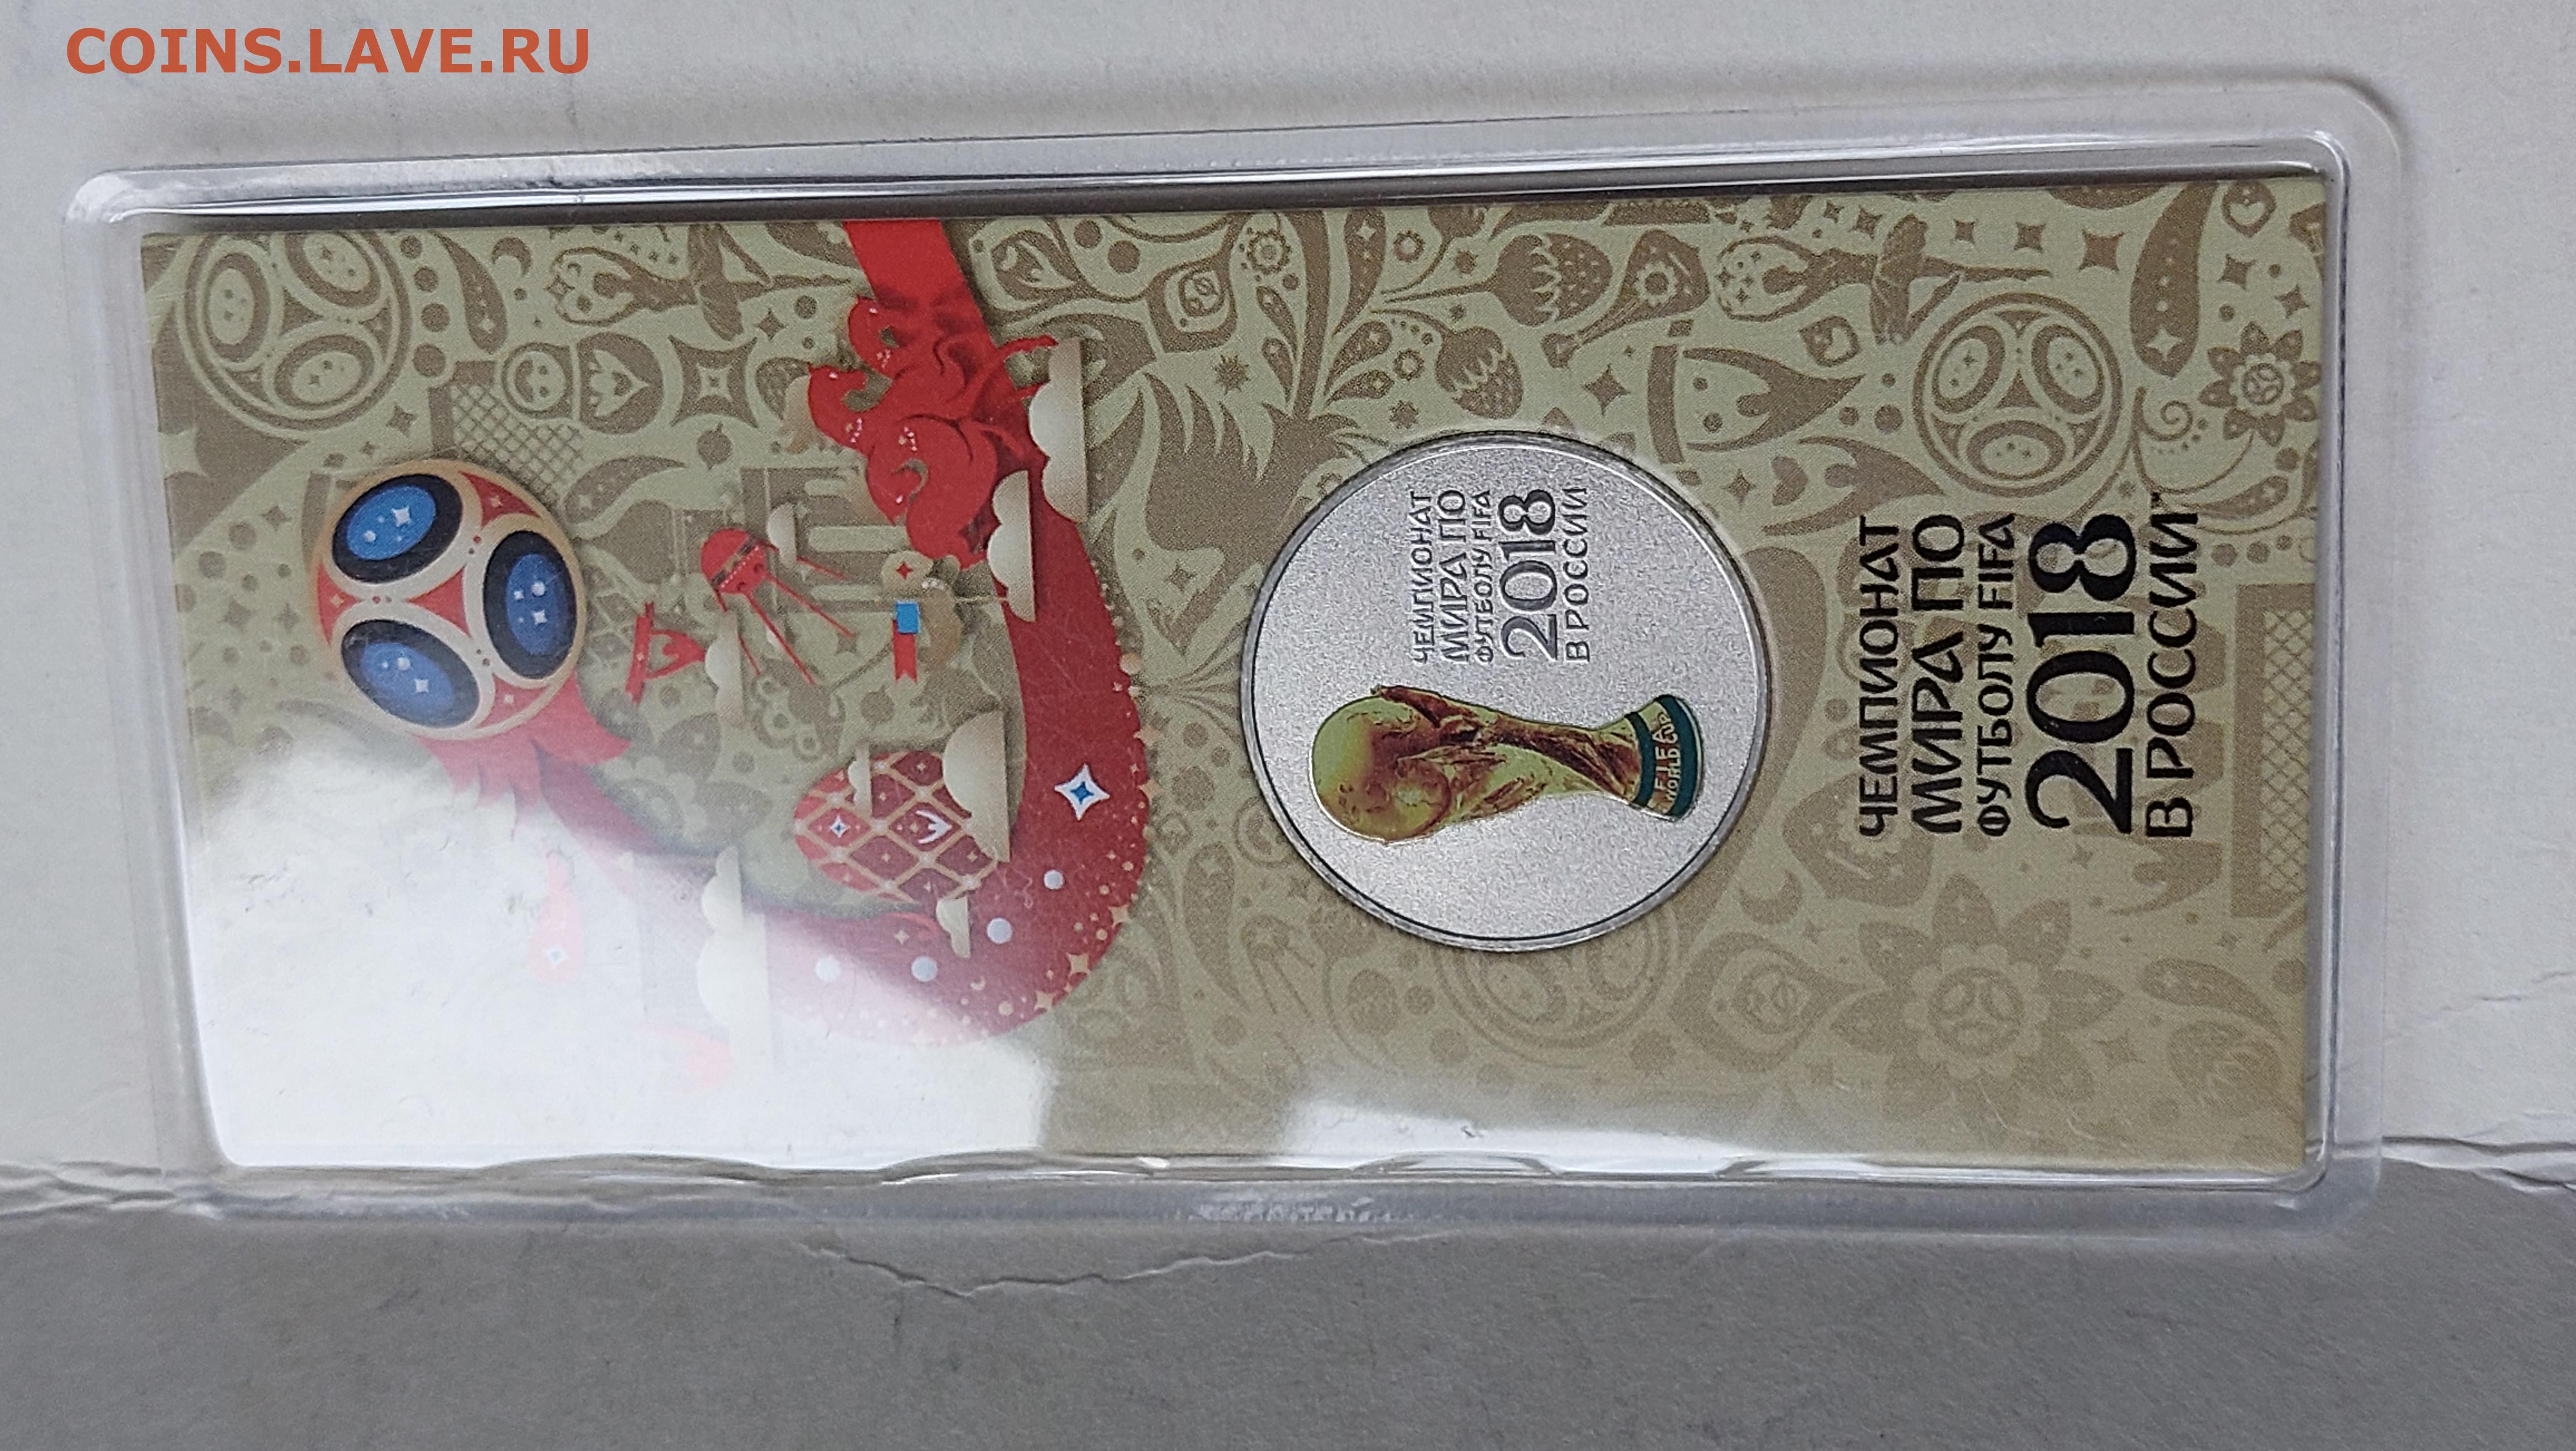 COINS.LAVE.RU
ЧЕМПИОНАТ
МИРА ПО
ФУТБОЛУ FIFA
2018
В РОССИИ
FIFA
WORLD CUP
ЧЕМПИОНАТ
МИРА ПО
ФУТБОЛУ FIFA
2018
В РОССИИ™